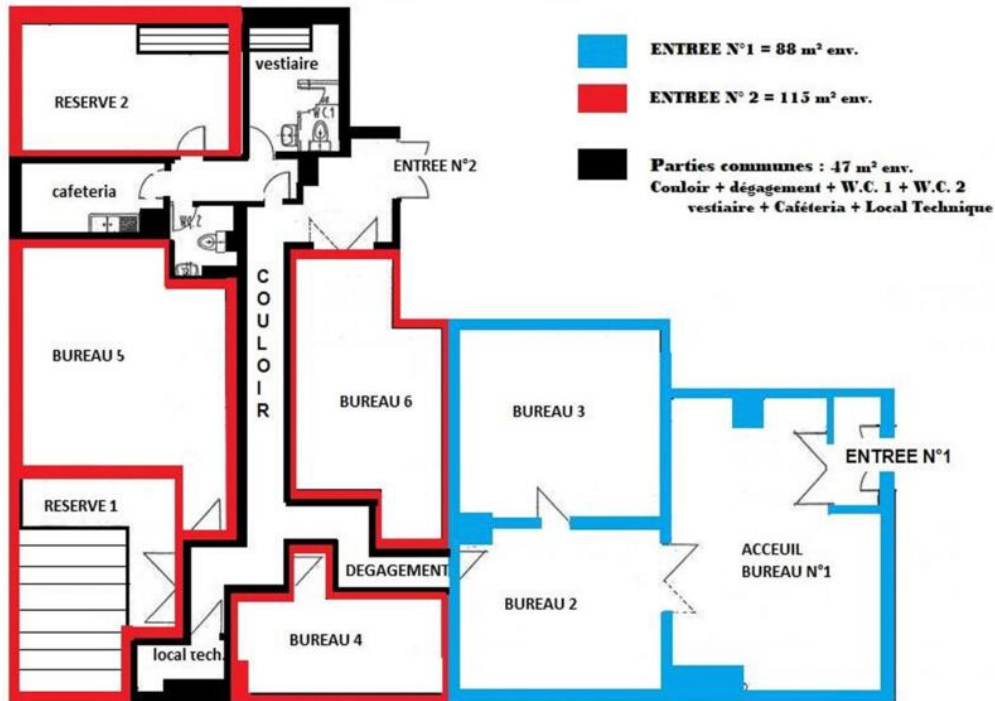 ENTREE N°1 = 88 m² env.
ENTREE N° 2 = 115 m² env.
Parties communes : 47 m² env.
Couloir + dégagement + W.C. 1 + W.C. 2
vestiaire + Caféteria + Local Technique
vestiaire
RESERVE 2
W.C.1
ENTREE N°2
cafeteria
W.C.2
COULOIR
BUREAU 5
BUREAU 6
BUREAU 3
ENTREE N°1
RESERVE 1
ACCEUIL
BUREAU N°1
DEGAGEMENT
BUREAU 2
BUREAU 4
local tech.